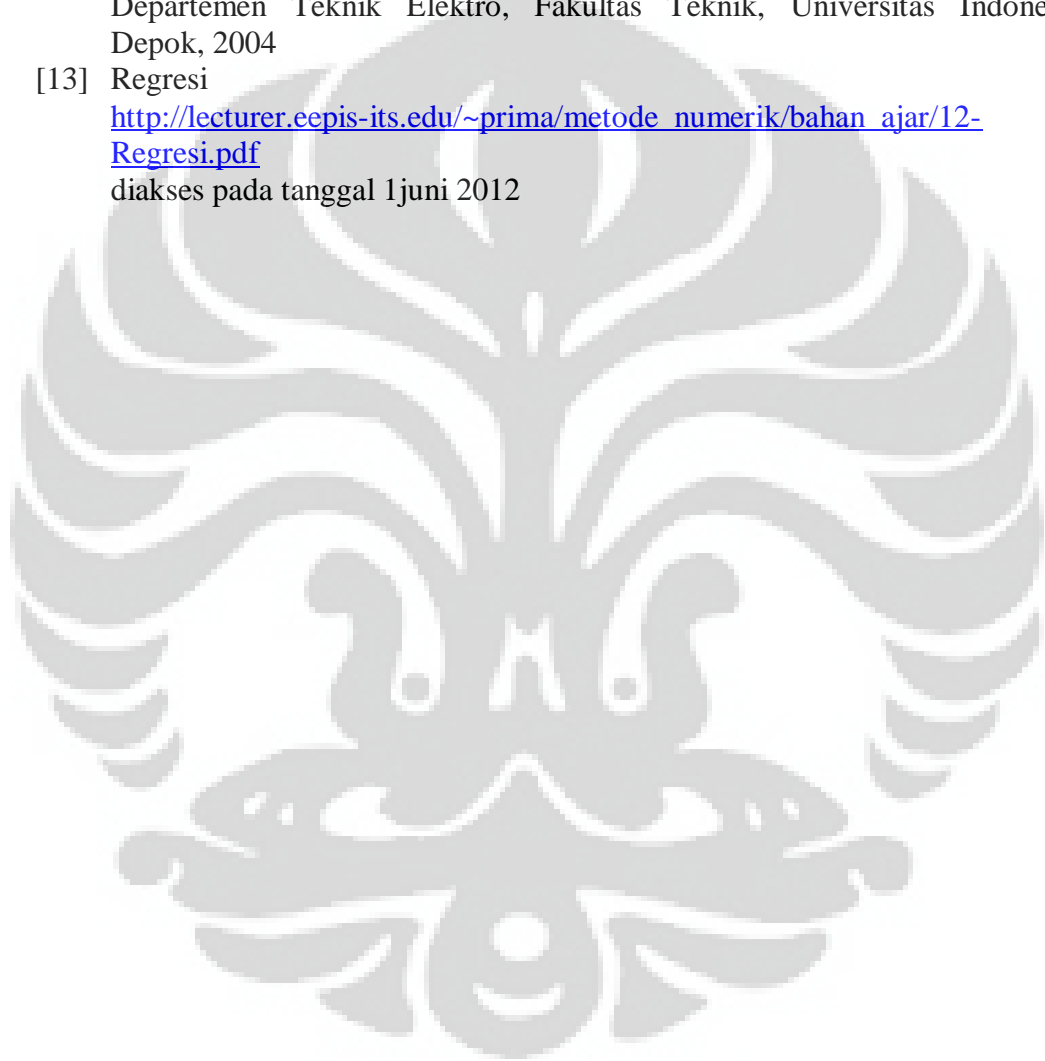 Departemen Teknik Elektro, Fakultas Teknik, Universitas
Depok, 2004
[13] Regresi
http://lecturer.eepis-its.edu/~prima/metode_numerik/bahan_ajar/12-
Regresi.pdf
diakses pada tanggal 1juni 2012